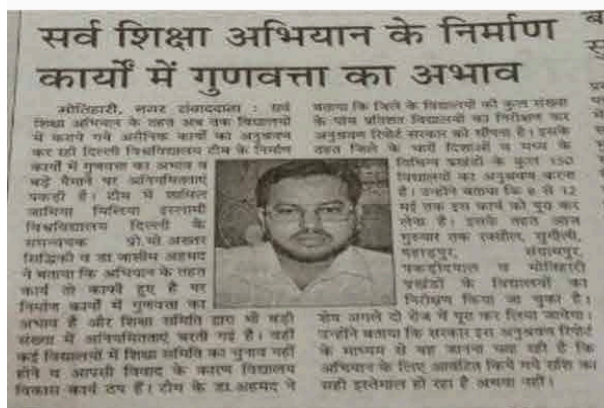 सर्व शिक्षा अभियान के निर्माण
कार्यों में गुणवत्ता का अभाव
मोतिहारी, नगर संवाददाता : सर्व
शिक्षा अभियान के तहत अब तक विद्यालयों
में कराये गये असैनिक कार्यों का अनुश्रवण
कर रही दिल्ली विश्वविद्यालय टीम के निर्माण
कार्यों में गुणवत्ता का अभाव व
बड़े पैमाने पर अनियमितताएं
पकड़ी है। टीम में शामिल
जामिया मिल्लिया इस्लामी
विश्वविद्यालय दिल्ली के
समन्वयक प्रो.मो.अख्तर
सिद्दिकी व डा.जासीम अहमद
ने बताया कि अभियान के तहत
कार्य तो काफी हुए है पर
निर्माण कार्यों में गुणवत्ता का
अभाव है और शिक्षा समिति द्वारा भी बड़ी
संख्या में अनियमितताएं बरती गई है। वहीं
कई विद्यालयों में शिक्षा समिति का चुनाव नहीं
होने व आपसी विवाद के कारण विद्यालय
विकास कार्य ठप हैं। टीम के डा.अहमद ने
बताया कि जिले के विद्यालयों की कुल संख्या
के पांच प्रतिशत विद्यालयों का निरीक्षण कर
अनुश्रवण रिपोर्ट सरकार को सौंपना है। इसके
तहत जिले के चारों दिशाओं व मध्य के
विभिन्न प्रखंडों के कुल 150
विद्यालयों का अनुश्रवण करना
है। उन्होंने बताया कि 8 से 12
मई तक इस कार्य को पूरा कर
लेना है। इसके तहत आज
गुरुवार तक रक्सौल, सुगौली,
पहाड़पुर, संग्रामपुर,
पकड़ीदयाल व मोतिहारी
प्रखंडों के विद्यालयों का
निरीक्षण किया जा चुका है।
शेष अगले दो रोज में पूरा कर लिया जायेगा।
उन्होंने बताया कि सरकार इस अनुश्रवण रिपोर्ट
के माध्यम से यह जानना चाह रही है कि
अभियान के लिए आवंटित किये गये राशि का
सही इस्तेमाल हो रहा है अथवा नहीं।